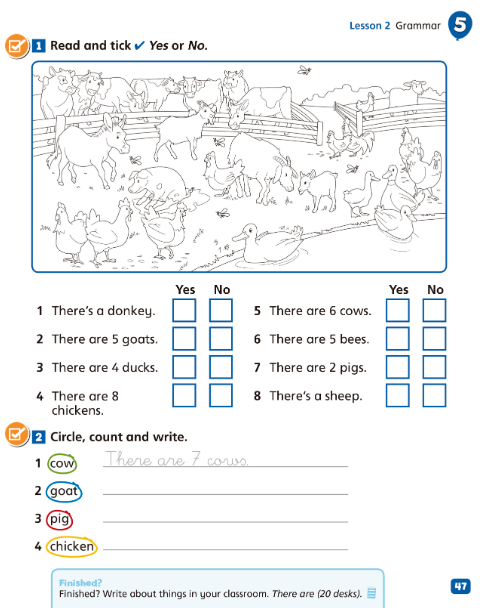 Lesson 2 Grammar 5
1 Read and tick ✔ Yes or No.
Yes No
1 There's a donkey.
2 There are 5 goats.
3 There are 4 ducks.
4 There are 8
chickens.
Yes No
5 There are 6 cows.
6 There are 5 bees.
7 There are 2 pigs.
8 There's a sheep.
2 Circle, count and write.
1 cow There are 7 cows.
2 goat
3 pig
4 chicken
Finished?
Finished? Write about things in your classroom. There are (20 desks).
47